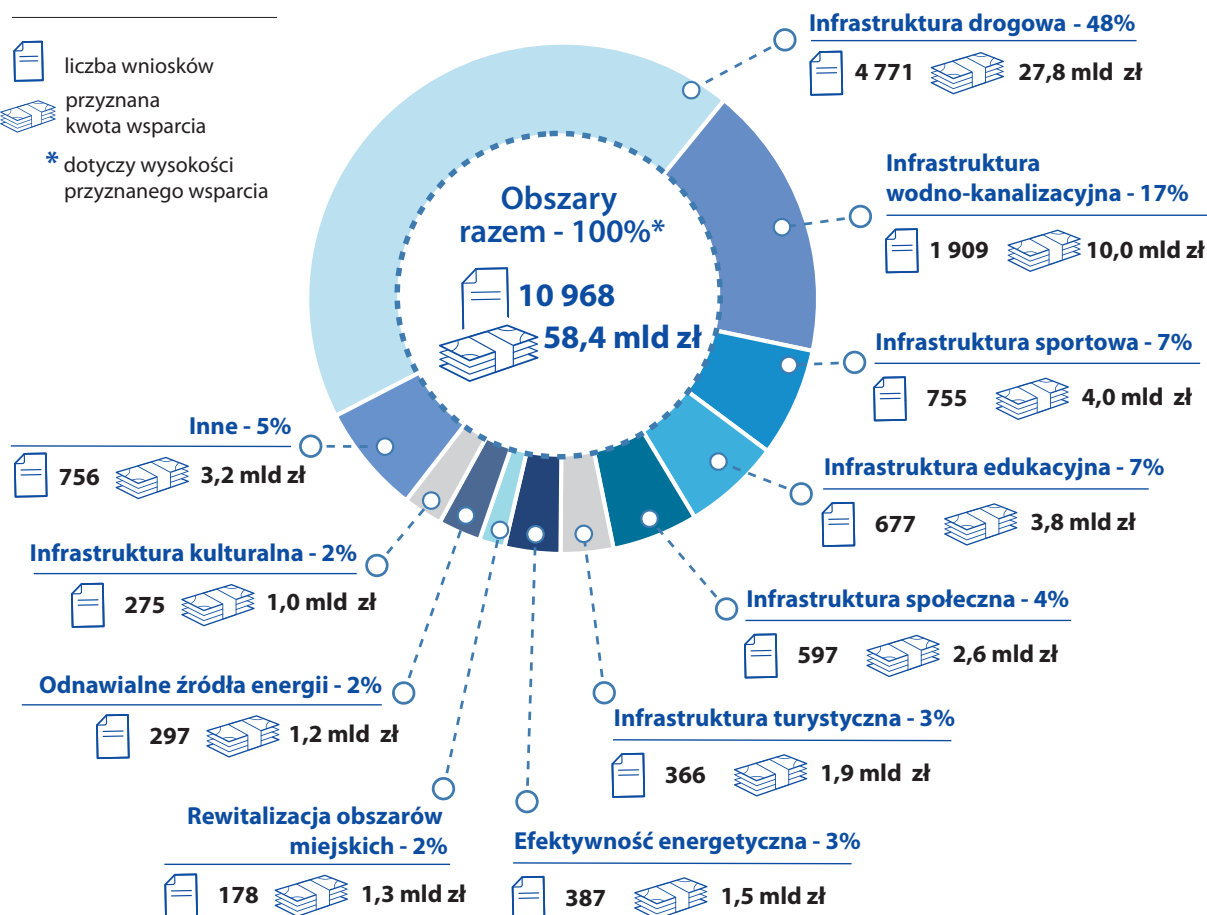 liczba wniosków
przyznana
kwota wsparcia
* dotyczy wysokości
przyznanego wsparcia
Obszary
razem - 100%*
10 968
58,4 mld zł
Infrastruktura drogowa - 48%
4 771 27,8 mld zł
Infrastruktura
wodno-kanalizacyjna - 17%
1 909 10,0 mld zł
Infrastruktura sportowa - 7%
755 4,0 mld zł
Infrastruktura edukacyjna - 7%
677 3,8 mld zł
Infrastruktura społeczna - 4%
597 2,6 mld zł
Infrastruktura turystyczna - 3%
366 1,9 mld zł
Efektywność energetyczna - 3%
387 1,5 mld zł
Rewitalizacja obszarów
miejskich - 2%
178 1,3 mld zł
Odnawialne źródła energii - 2%
297 1,2 mld zł
Infrastruktura kulturalna - 2%
275 1,0 mld zł
Inne - 5%
756 3,2 mld zł